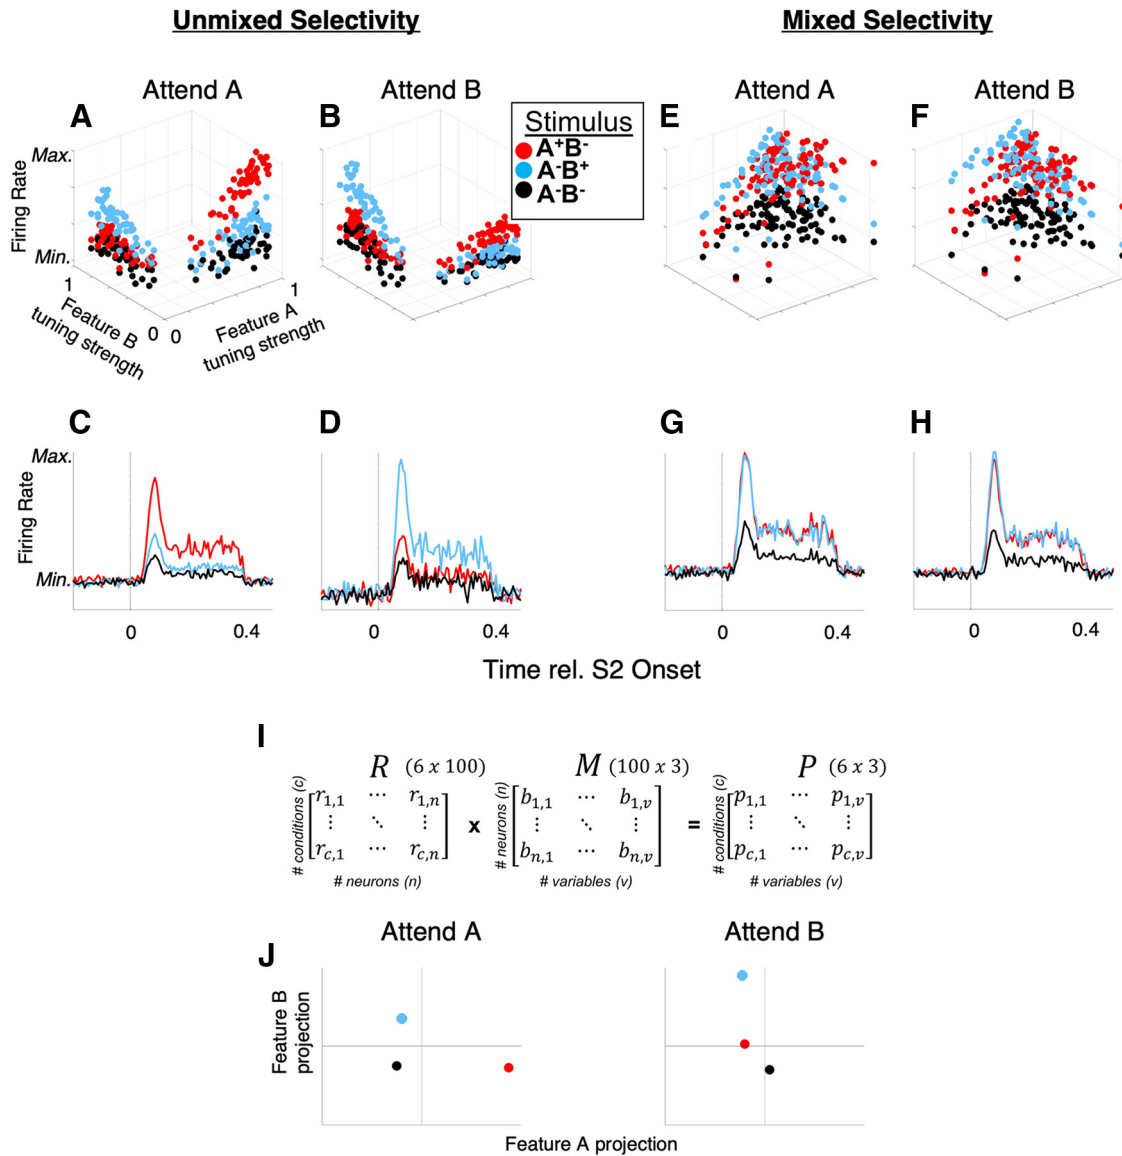 Unmixed Selectivity
Mixed Selectivity
Attend A
Attend B
Attend A
Attend B
A
B
E
F
Stimulus
A⁺B⁻
A⁻B⁺
A⁻B⁻
Firing Rate
Max.
Min.
1
0
Feature B
tuning strength
0
1
Feature A
tuning strength
C
D
G
H
Firing Rate
Max.
Min.
0
0.4
0
0.4
0
0.4
0
0.4
Time rel. S2 Onset
I
R (6 x 100)
M (100 x 3)
P (6 x 3)
# conditions (c)
r1,1 ⋯ r1,n
⋮ ⋱ ⋮
rc,1 ⋯ rc,n
# neurons (n)
x
# neurons (n)
b1,1 ⋯ b1,v
⋮ ⋱ ⋮
bn,1 ⋯ bn,v
# variables (v)
=
# conditions (c)
p1,1 ⋯ p1,v
⋮ ⋱ ⋮
pc,1 ⋯ pc,v
# variables (v)
J
Attend A
Attend B
Feature B
projection
Feature A projection